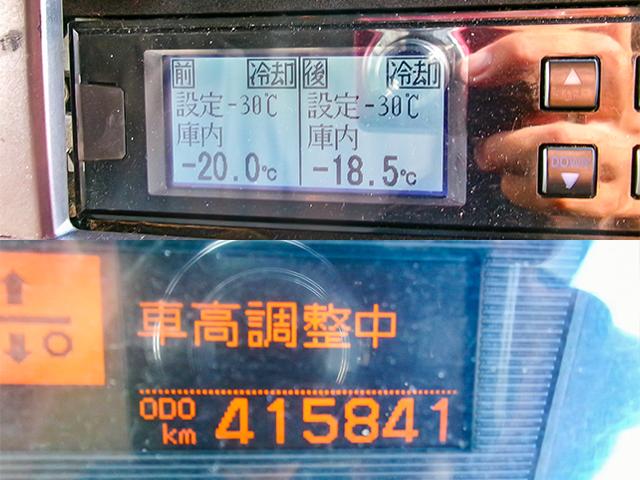 前 冷却 後 冷却
設定-30℃ 設定-30℃
庫内 庫内
-20.0℃ -18.5℃
車高調整中
ODO
km 415841